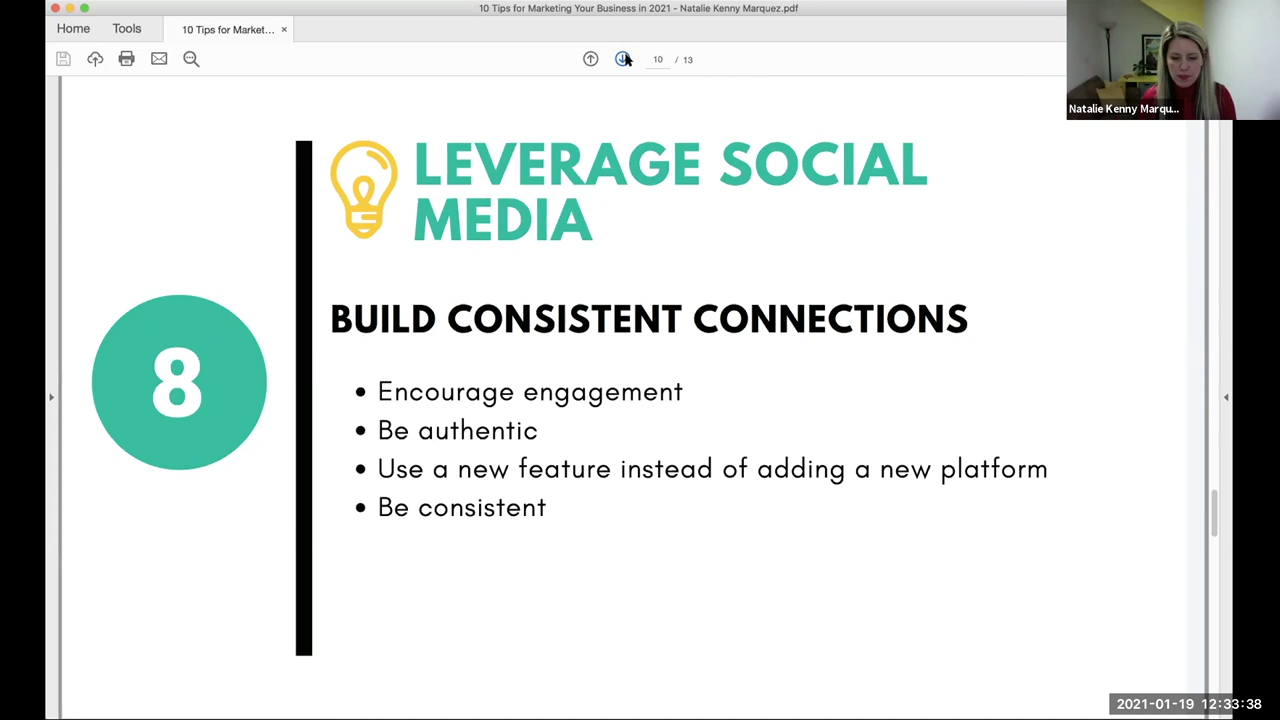 10 Tips for Marketing Your Business in 2021 - Natalie Kenny Marquez.pdf
Home Tools 10 Tips for Market... ×
10 / 13
Natalie Kenny Marqu...
LEVERAGE SOCIAL
MEDIA
BUILD CONSISTENT CONNECTIONS
8
• Encourage engagement
• Be authentic
• Use a new feature instead of adding a new platform
• Be consistent
2021-01-19 12:33:38